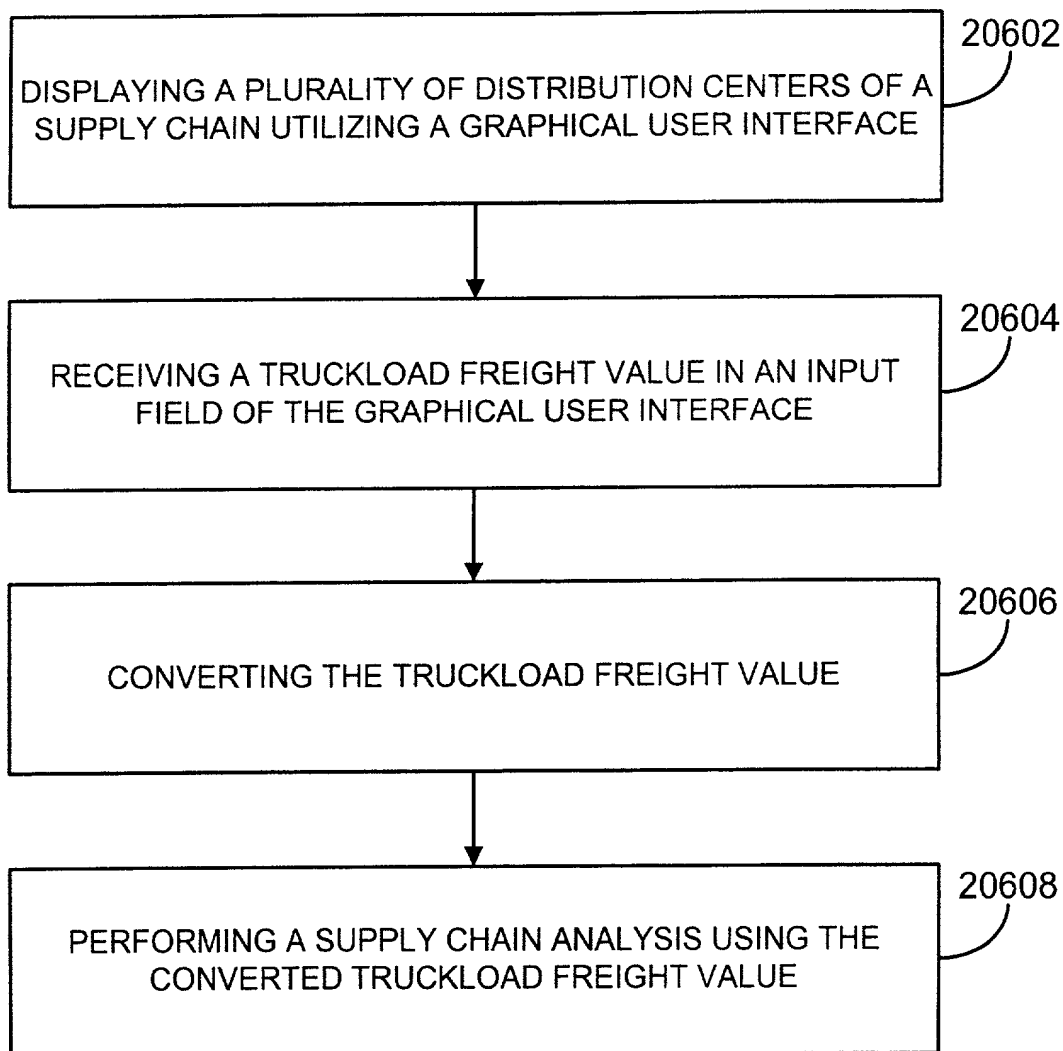 20602
DISPLAYING A PLURALITY OF DISTRIBUTION CENTERS OF A
SUPPLY CHAIN UTILIZING A GRAPHICAL USER INTERFACE
20604
RECEIVING A TRUCKLOAD FREIGHT VALUE IN AN INPUT
FIELD OF THE GRAPHICAL USER INTERFACE
20606
CONVERTING THE TRUCKLOAD FREIGHT VALUE
20608
PERFORMING A SUPPLY CHAIN ANALYSIS USING THE
CONVERTED TRUCKLOAD FREIGHT VALUE